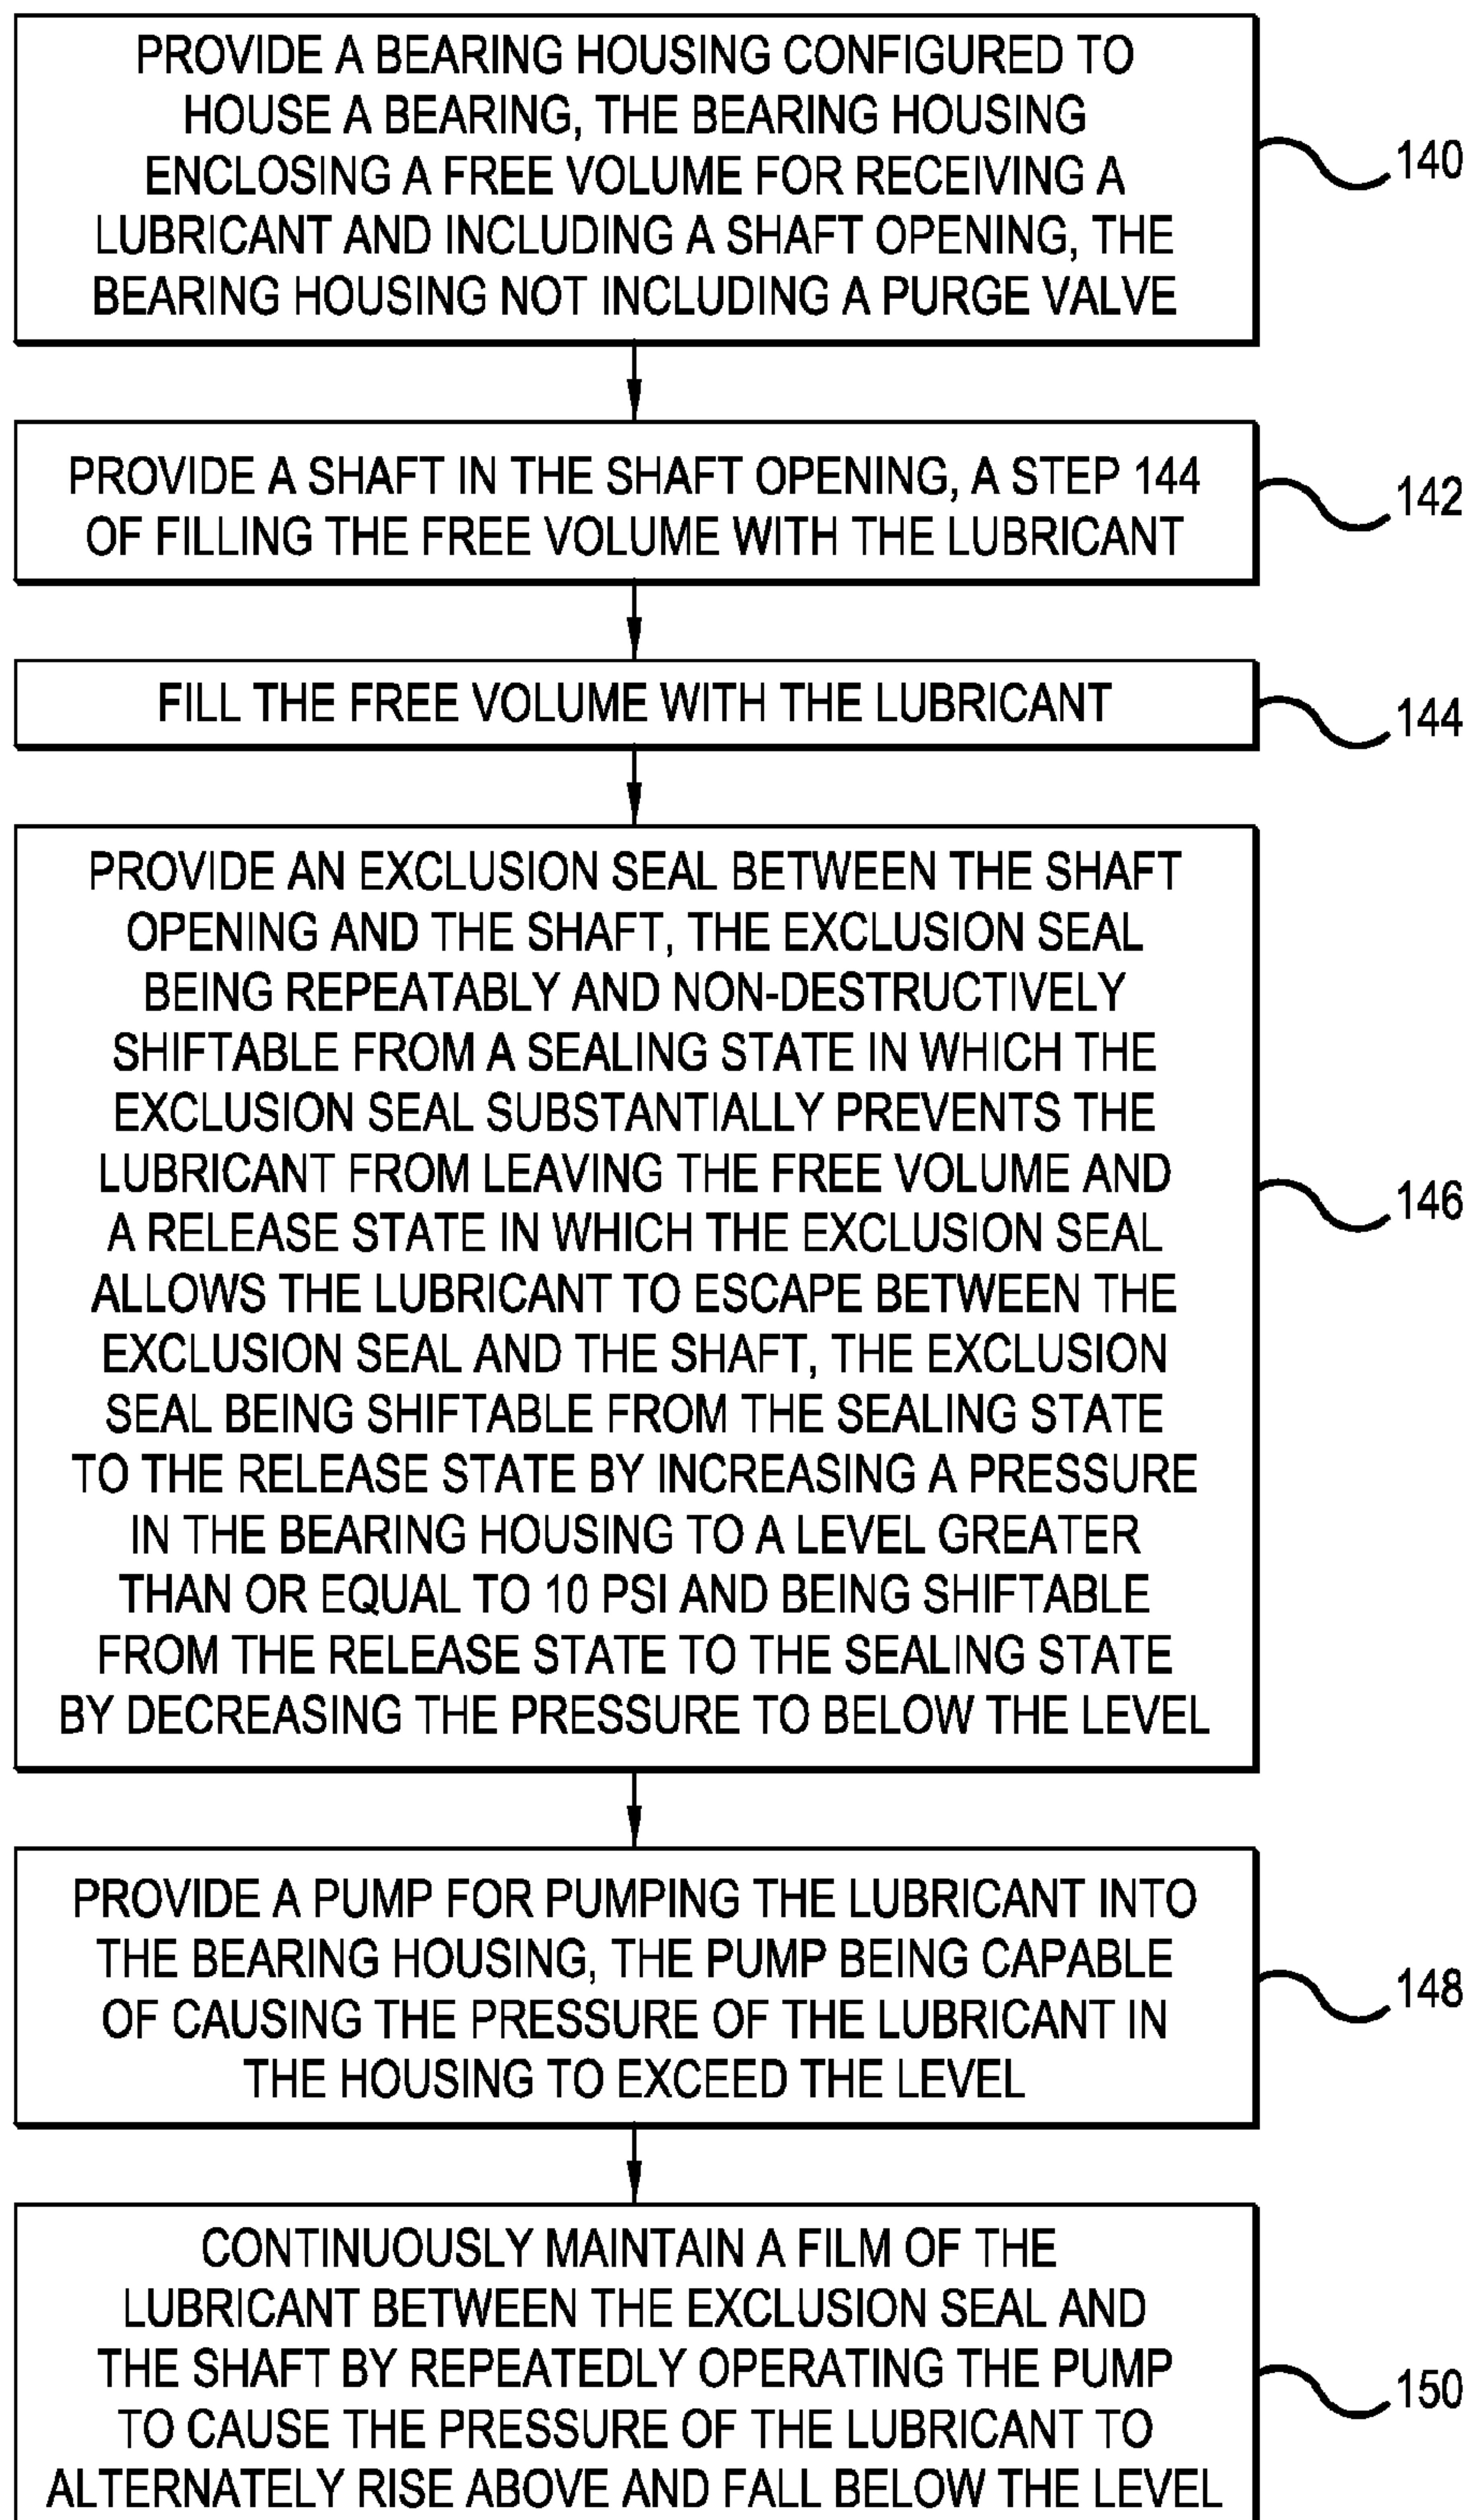 PROVIDE A BEARING HOUSING CONFIGURED TO
HOUSE A BEARING, THE BEARING HOUSING
ENCLOSING A FREE VOLUME FOR RECEIVING A
LUBRICANT AND INCLUDING A SHAFT OPENING, THE
BEARING HOUSING NOT INCLUDING A PURGE VALVE
140
PROVIDE A SHAFT IN THE SHAFT OPENING, A STEP 144
OF FILLING THE FREE VOLUME WITH THE LUBRICANT
142
FILL THE FREE VOLUME WITH THE LUBRICANT
144
PROVIDE AN EXCLUSION SEAL BETWEEN THE SHAFT
OPENING AND THE SHAFT, THE EXCLUSION SEAL
BEING REPEATABLY AND NON-DESTRUCTIVELY
SHIFTABLE FROM A SEALING STATE IN WHICH THE
EXCLUSION SEAL SUBSTANTIALLY PREVENTS THE
LUBRICANT FROM LEAVING THE FREE VOLUME AND
A RELEASE STATE IN WHICH THE EXCLUSION SEAL
ALLOWS THE LUBRICANT TO ESCAPE BETWEEN THE
EXCLUSION SEAL AND THE SHAFT, THE EXCLUSION
SEAL BEING SHIFTABLE FROM THE SEALING STATE
TO THE RELEASE STATE BY INCREASING A PRESSURE
IN THE BEARING HOUSING TO A LEVEL GREATER
THAN OR EQUAL TO 10 PSI AND BEING SHIFTABLE
FROM THE RELEASE STATE TO THE SEALING STATE
BY DECREASING THE PRESSURE TO BELOW THE LEVEL
146
PROVIDE A PUMP FOR PUMPING THE LUBRICANT INTO
THE BEARING HOUSING, THE PUMP BEING CAPABLE
OF CAUSING THE PRESSURE OF THE LUBRICANT IN
THE HOUSING TO EXCEED THE LEVEL
148
CONTINUOUSLY MAINTAIN A FILM OF THE
LUBRICANT BETWEEN THE EXCLUSION SEAL AND
THE SHAFT BY REPEATEDLY OPERATING THE PUMP
TO CAUSE THE PRESSURE OF THE LUBRICANT TO
ALTERNATELY RISE ABOVE AND FALL BELOW THE LEVEL
150